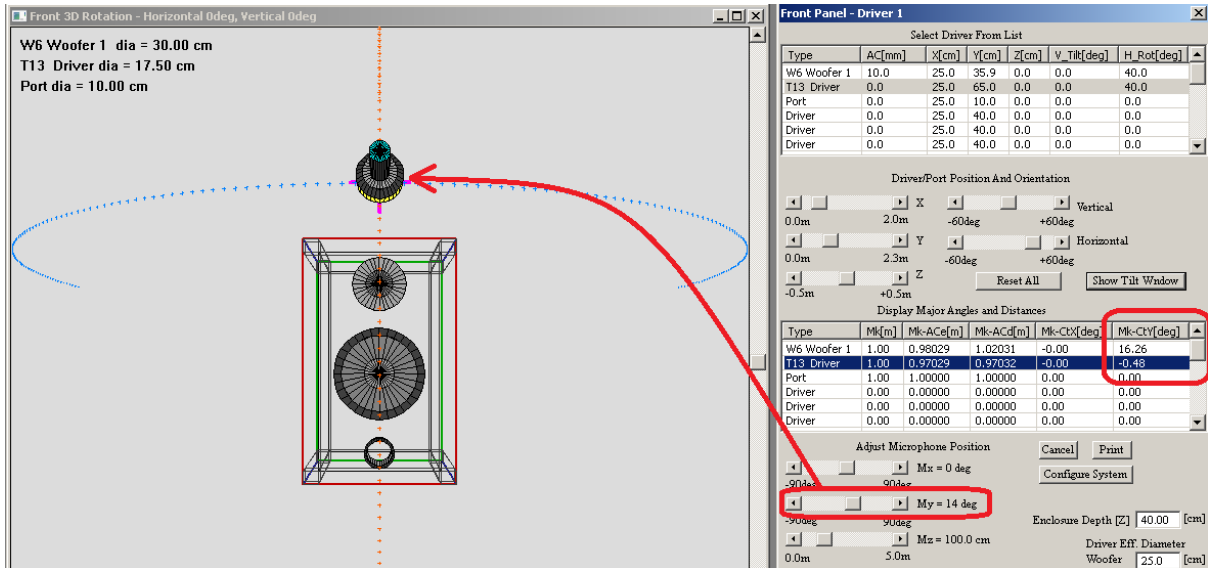 Front 3D Rotation - Horizontal 0deg, Vertical 0deg
W6 Woofer 1 dia = 30.00 cm
T13 Driver dia = 17.50 cm
Port dia = 10.00 cm
Front Panel - Driver 1
Select Driver From List
Type AC[mm] X[cm] Y[cm] Z[cm] V_Tilt[deg] H_Rot[deg]
W6 Woofer 1 10.0 25.0 35.9 0.0 0.0 40.0
T13 Driver 0.0 25.0 65.0 0.0 0.0 40.0
Port 0.0 25.0 10.0 0.0 0.0 0.0
Driver 0.0 25.0 40.0 0.0 0.0 0.0
Driver 0.0 25.0 40.0 0.0 0.0 0.0
Driver 0.0 25.0 40.0 0.0 0.0 0.0
Driver/Port Position And Orientation
X Vertical
0.0m 2.0m -60deg +60deg
Y Horizontal
0.0m 2.3m -60deg +60deg
Z Reset All Show Tilt Wndow
-0.5m +0.5m
Display Major Angles and Distances
Type Mk[m] Mk-ACe[m] Mk-ACd[m] Mk-CtX[deg] Mk-CtY[deg]
W6 Woofer 1 1.00 0.98029 1.02031 -0.00 16.26
T13 Driver 1.00 0.97029 0.97032 -0.00 -0.48
Port 1.00 1.00000 1.00000 0.00 0.00
Driver 0.00 0.00000 0.00000 0.00 0.00
Driver 0.00 0.00000 0.00000 0.00 0.00
Driver 0.00 0.00000 0.00000 0.00 0.00
Adjust Microphone Position Cancel Print
Mx = 0 deg Configure System
-90deg 90deg
My = 14 deg
-90deg 90deg Enclosure Depth [Z] 40.00 [cm]
Mz = 100.0 cm Driver Eff. Diameter
0.0m 5.0m Woofer 25.0 [cm]